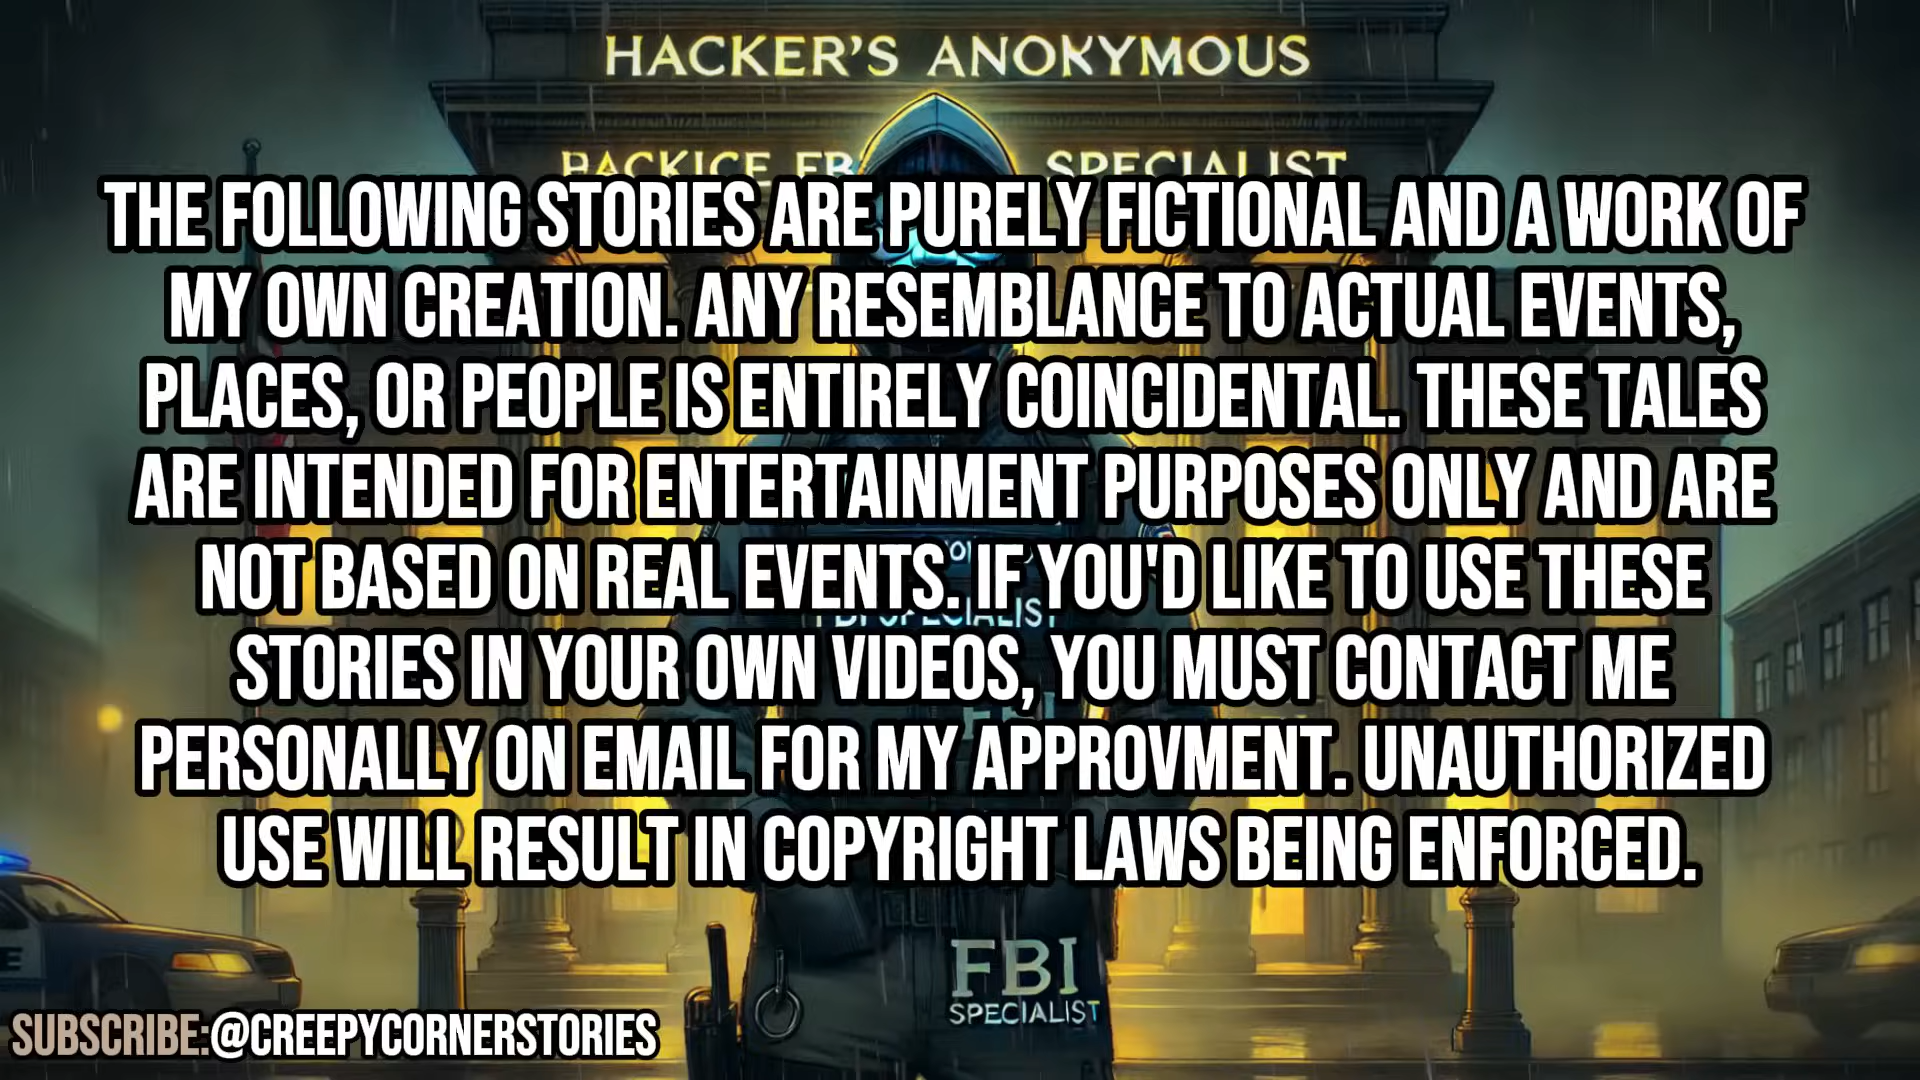 HACKER'S ANOKYMOUS
PACKICE FB SPECIALIST
THE FOLLOWING STORIES ARE PURELY FICTIONAL AND A WORK OF
MY OWN CREATION. ANY RESEMBLANCE TO ACTUAL EVENTS,
PLACES, OR PEOPLE IS ENTIRELY COINCIDENTAL. THESE TALES
ARE INTENDED FOR ENTERTAINMENT PURPOSES ONLY AND ARE
NOT BASED ON REAL EVENTS. IF YOU'D LIKE TO USE THESE
STORIES IN YOUR OWN VIDEOS, YOU MUST CONTACT ME
PERSONALLY ON EMAIL FOR MY APPROVMENT. UNAUTHORIZED
USE WILL RESULT IN COPYRIGHT LAWS BEING ENFORCED.
FBI
SPECIALIST
SUBSCRIBE:@CREEPYCORNERSTORIES